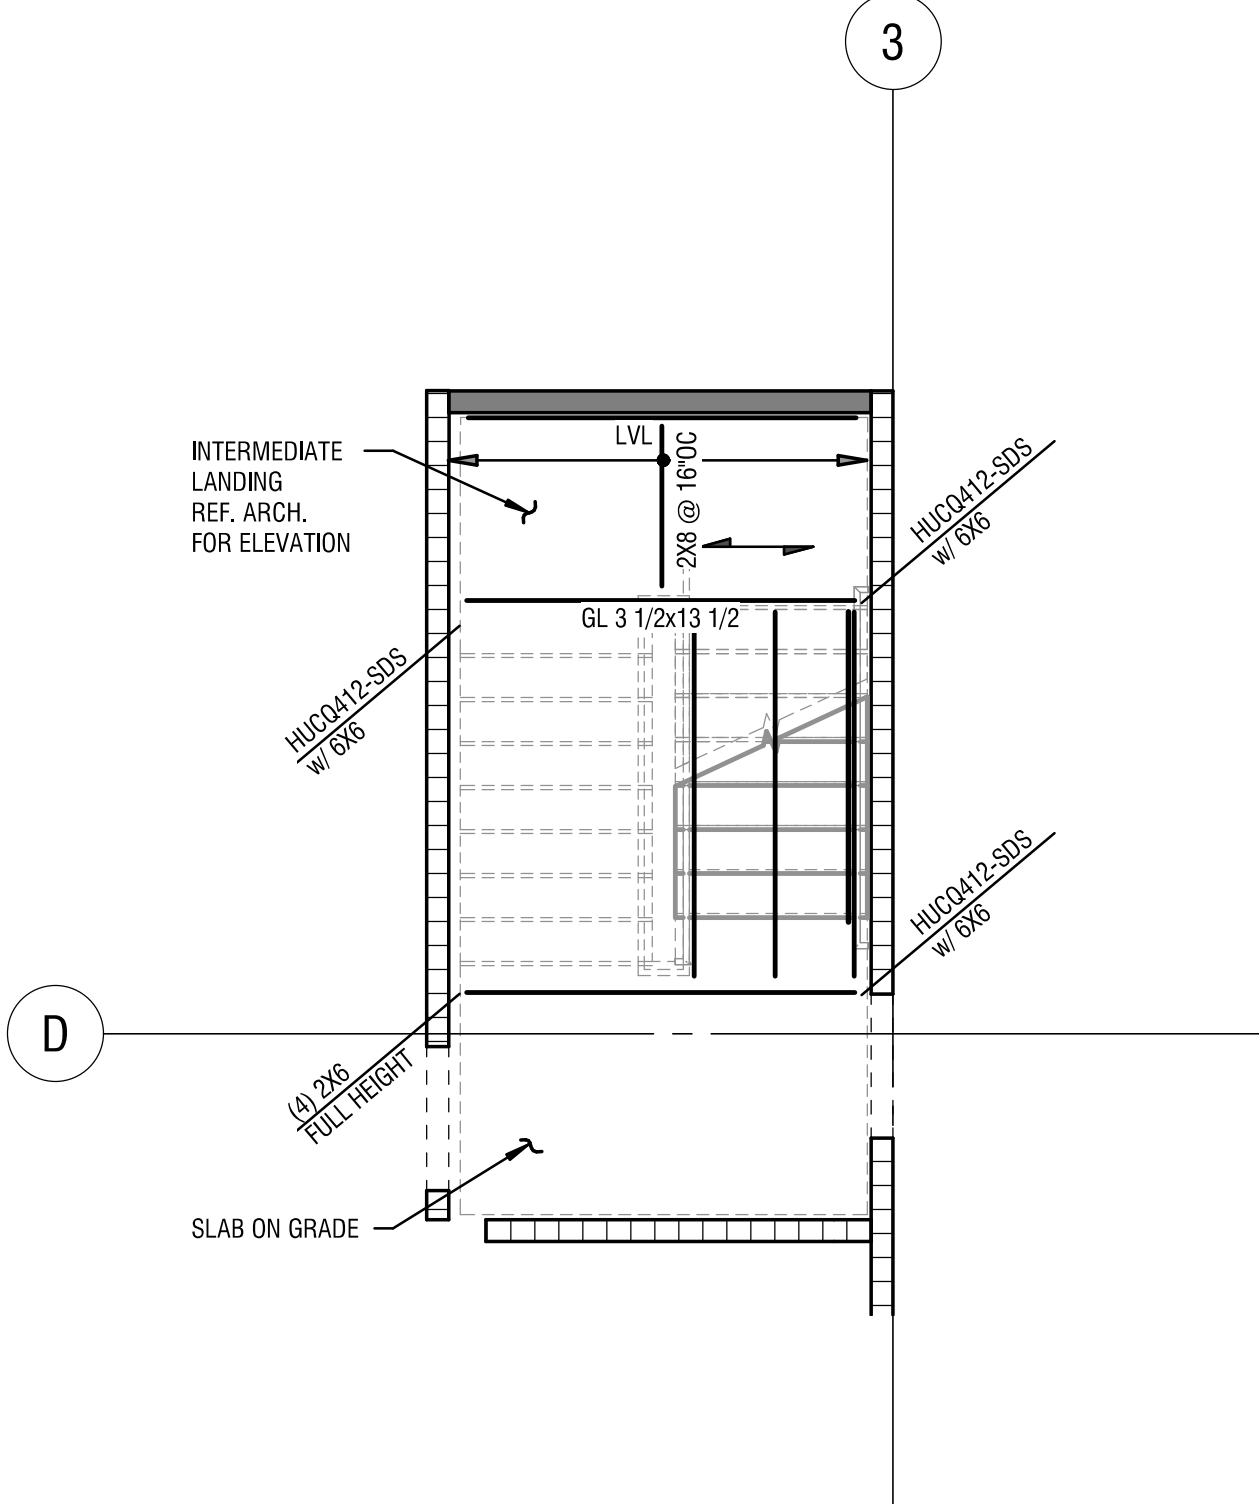 3
INTERMEDIATE
LANDING
REF. ARCH.
FOR ELEVATION
LVL
2X8 @ 16"OC
HUCQ412-SDS
w/ 6X6
GL 3 1/2x13 1/2
HUCQ412-SDS
w/ 6X6
HUCQ412-SDS
w/ 6X6
D
(4) 2X6
FULL HEIGHT
SLAB ON GRADE